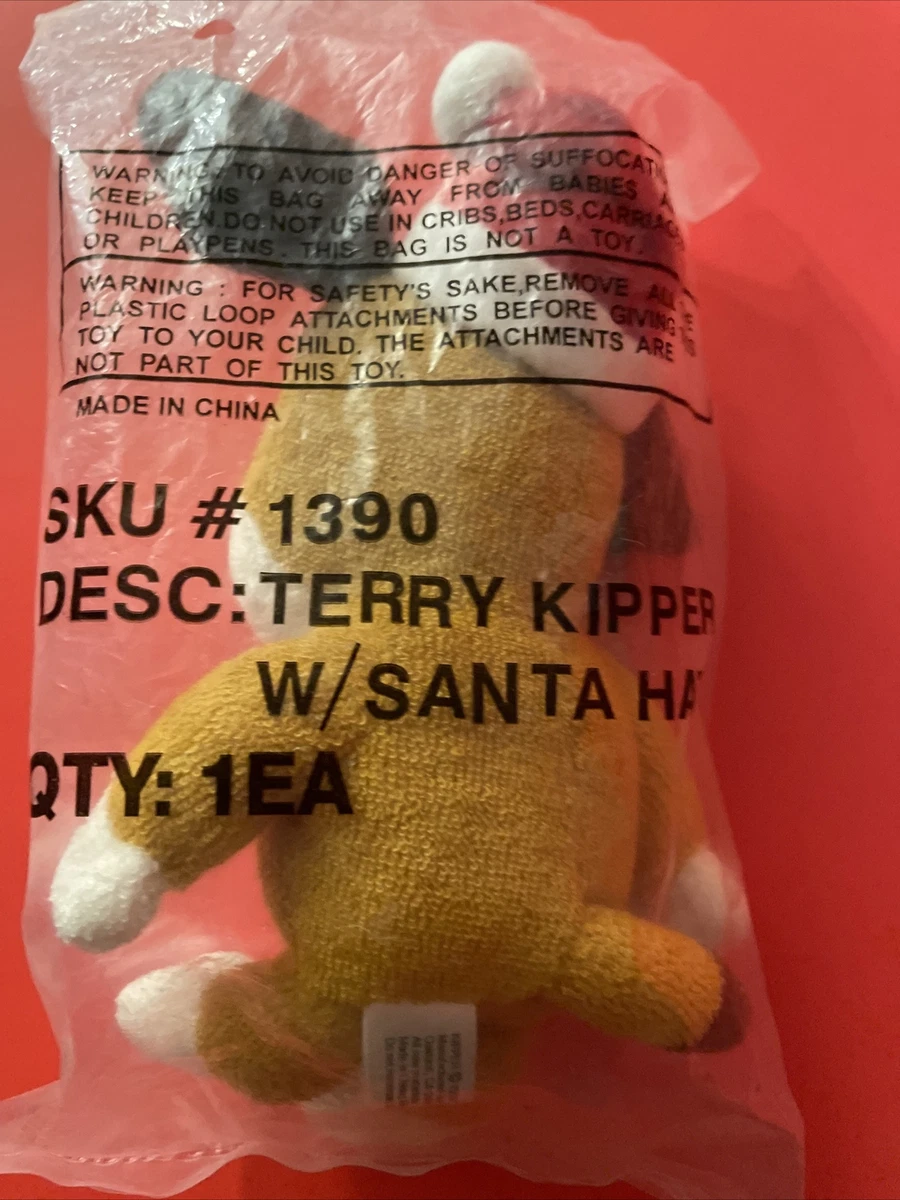 WARNING: TO AVOID DANGER OF
KEEP THIS BAG AWAY FROM BABIES
CHILDREN.DO NOT USE IN CRIBS,BEDS,
OR PLAYPENS. THIS BAG IS NOT A TOY.
WARNING : FOR SAFETY'S SAKE,REMOVE ALL
PLASTIC LOOP ATTACHMENTS BEFORE GIVING
TOY TO YOUR CHILD. THE ATTACHMENTS ARE
NOT PART OF THIS TOY.
MADE IN CHINA
SKU # 1390
DESC: TERRY KIPPER
W/SANTA
QTY: 1EA